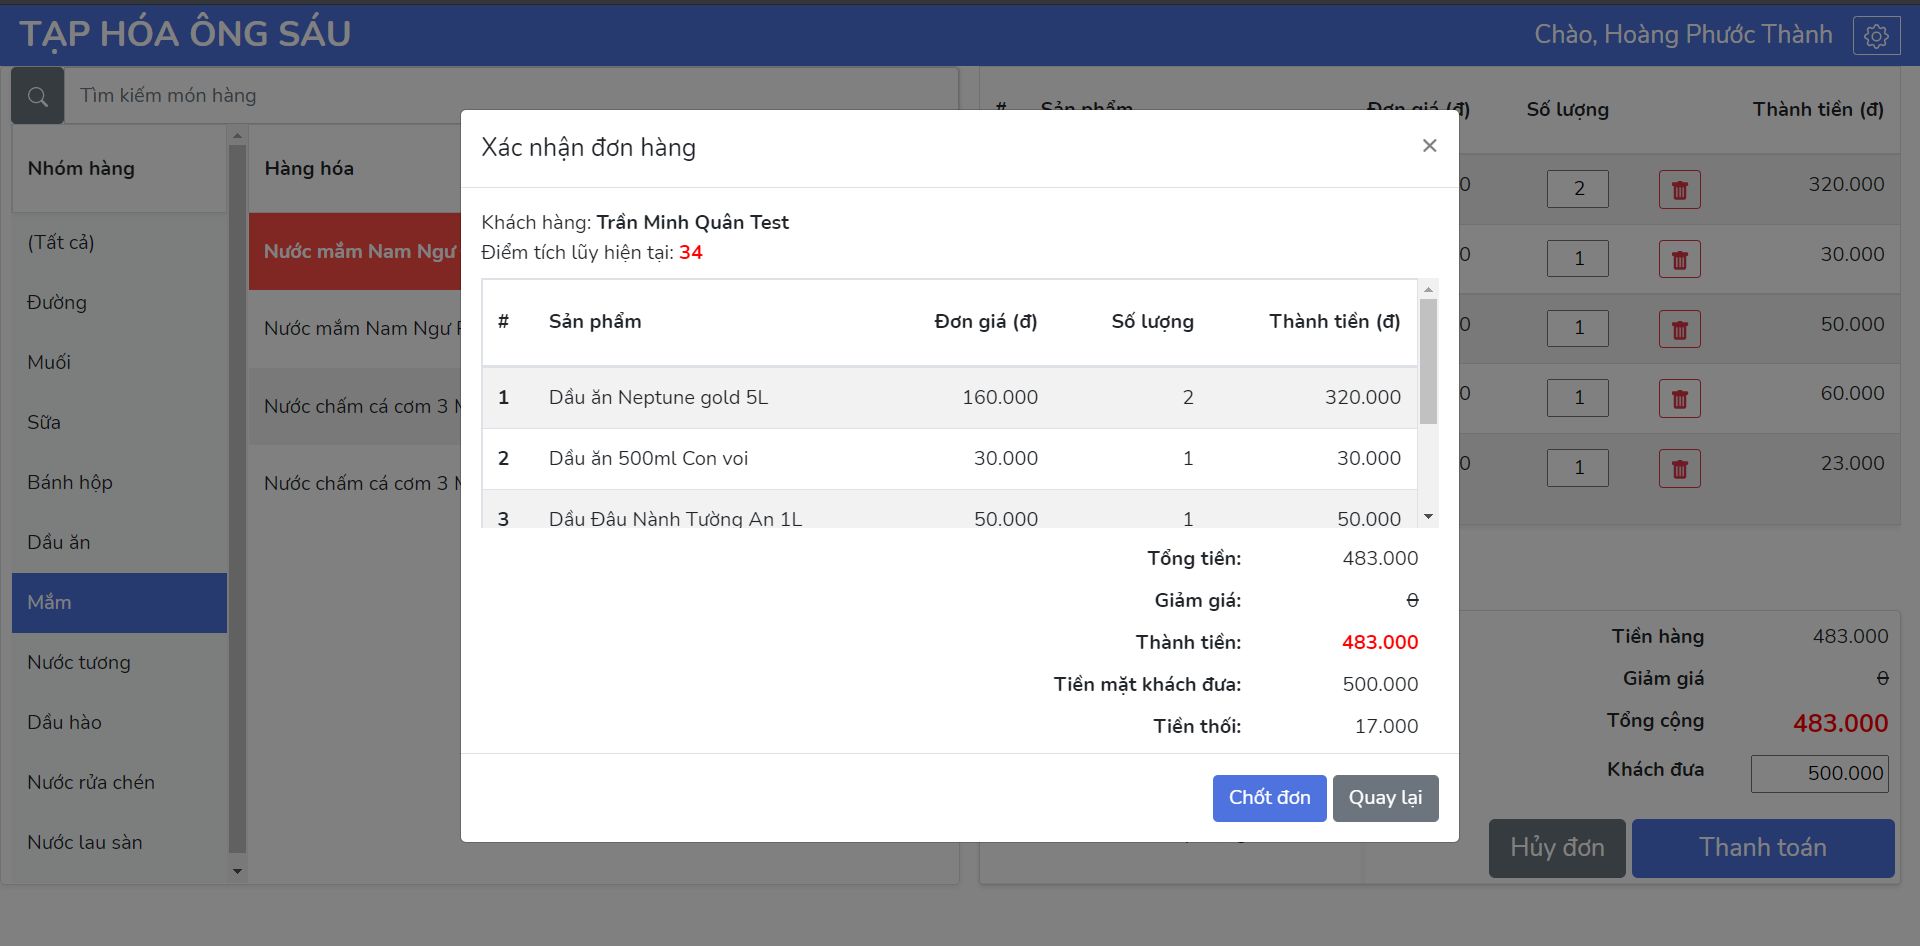 TẠP HÓA ÔNG SÁU
Chào, Hoàng Phước Thành
Tìm kiếm món hàng
Nhóm hàng
(Tất cả)
Đường
Muối
Sữa
Bánh hộp
Dầu ăn
Mắm
Nước tương
Dầu hào
Nước rửa chén
Nước lau sàn
Hàng hóa
Nước mắm Nam Ngư
Nước mắm Nam Ngư
Nước chấm cá cơm 3
Nước chấm cá cơm 3
Xác nhận đơn hàng
×
Khách hàng: Trần Minh Quân Test
Điểm tích lũy hiện tại: 34
# Sản phẩm Đơn giá (đ) Số lượng Thành tiền (đ)
1 Dầu ăn Neptune gold 5L 160.000 2 320.000
2 Dầu ăn 500ml Con voi 30.000 1 30.000
3 Dầu Đâu Nành Tường An 1L 50.000 1 50.000
Tổng tiền: 483.000
Giảm giá: 0
Thành tiền: 483.000
Tiền mặt khách đưa: 500.000
Tiền thối: 17.000
Chốt đơn Quay lại
# Sản phẩm Đơn giá (đ) Số lượng Thành tiền (đ)
0 2 320.000
0 1 30.000
0 1 50.000
0 1 60.000
0 1 23.000
Tiền hàng 483.000
Giảm giá 0
Tổng cộng 483.000
Khách đưa 500.000
Hủy đơn Thanh toán